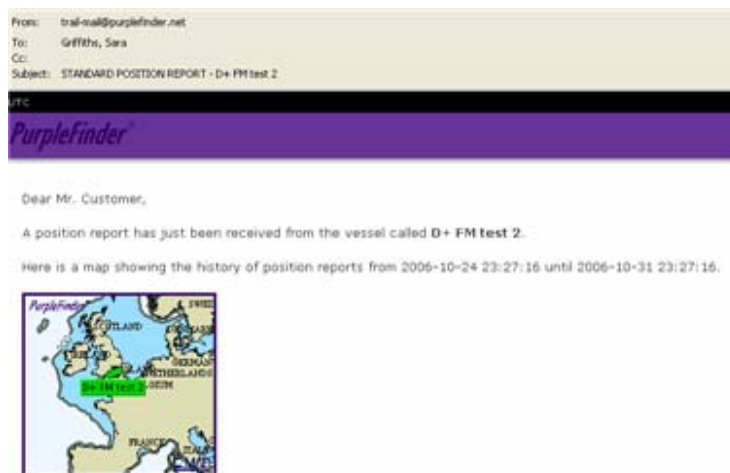 From: trail-mail@purplefinder.net
To: Griffiths, Sara
Cc:
Subject: STANDARD POSITION REPORT - D+ FM test 2
UTC
PurpleFinder
Dear Mr. Customer,
A position report has just been received from the vessel called D+ FM test 2.
Here is a map showing the history of position reports from 2006-10-24 23:27:16 until 2006-10-31 23:27:16.
PurpleFinder
SCOTLAND
IRELAND
NETHERLANDS
D+ FM test 2
FRANCE